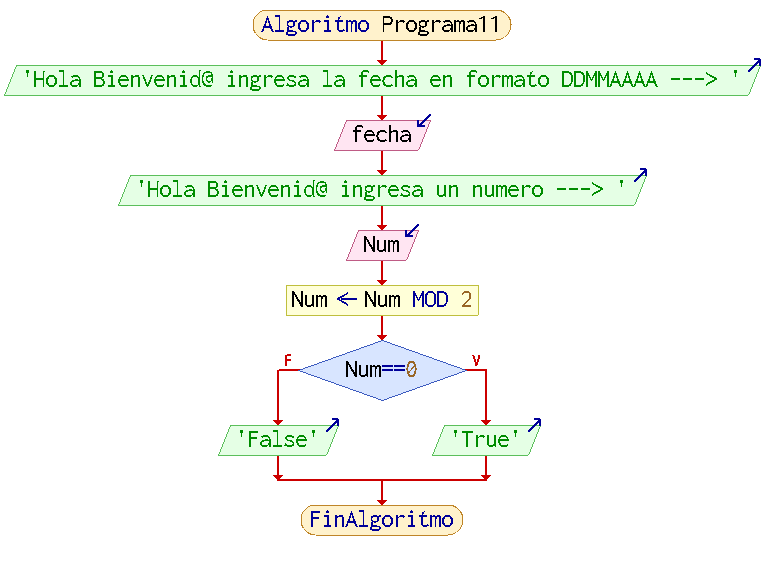 Algoritmo Programa11
'Hola Bienvenid@ ingresa la fecha en formato DDMMAAAA ---> '
fecha
'Hola Bienvenid@ ingresa un numero ---> '
Num
Num <- Num MOD 2
F
V
Num==0
'False'
'True'
FinAlgoritmo